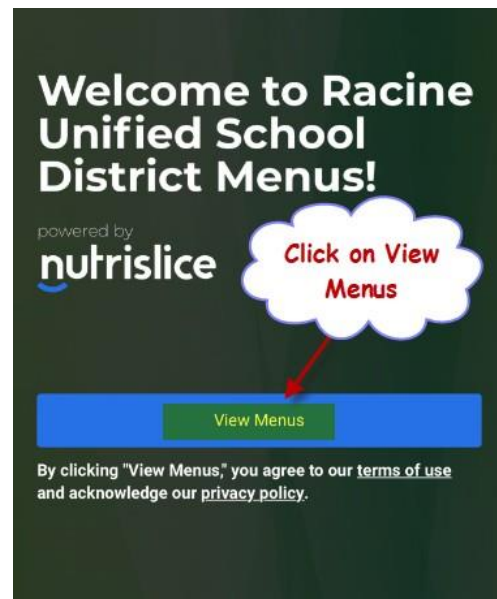 Welcome to Racine
Unified School
District Menus!
powered by
nutrislice
Click on View
Menus
View Menus
By clicking "View Menus," you agree to our terms of use
and acknowledge our privacy policy.